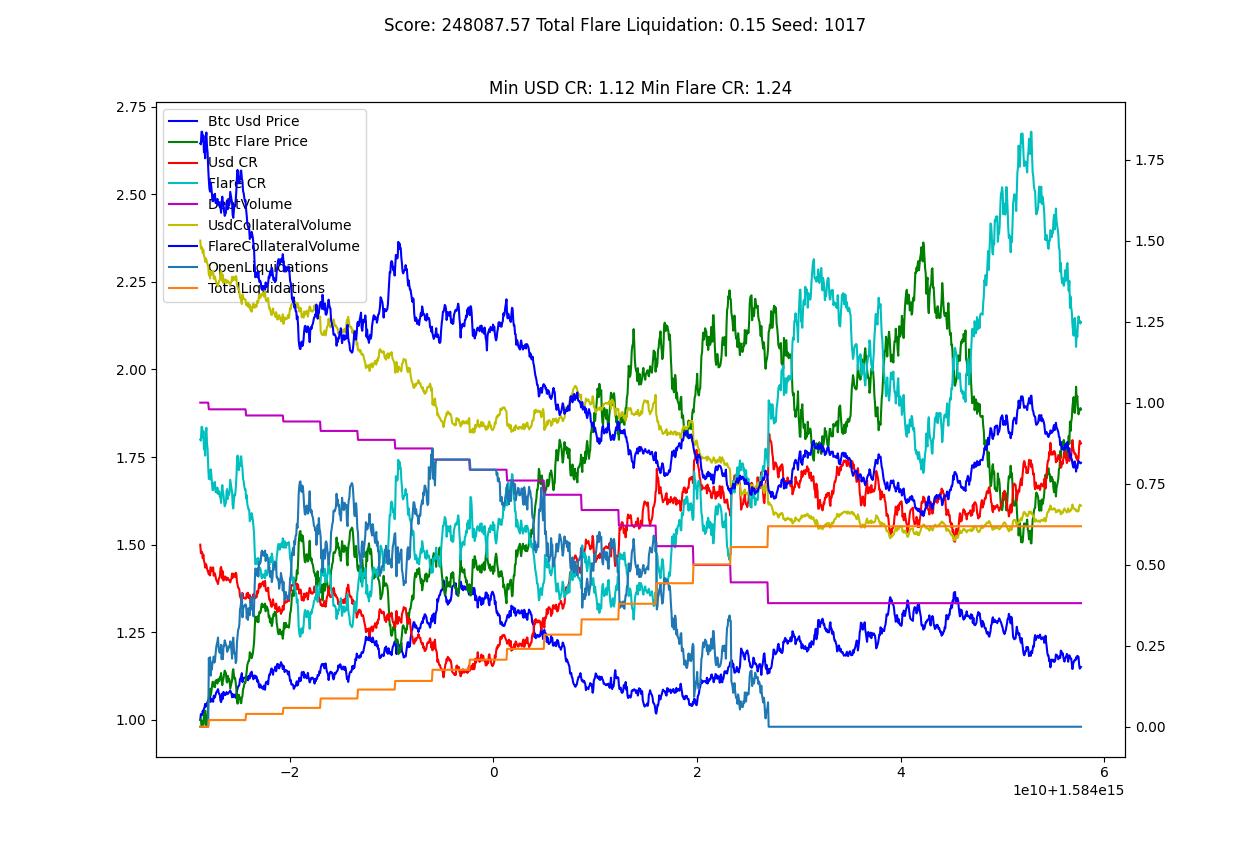 Score: 248087.57 Total Flare Liquidation: 0.15 Seed: 1017
Min USD CR: 1.12 Min Flare CR: 1.24
Btc Usd Price
Btc Flare Price
Usd CR
Flare CR
DebtVolume
UsdCollateralVolume
FlareCollateralVolume
OpenLiquidations
TotalLiquidations
2.75
2.50
2.25
2.00
1.75
1.50
1.25
1.00
1.75
1.50
1.25
1.00
0.75
0.50
0.25
0.00
−2
0
2
4
6
1e10+1.584e15